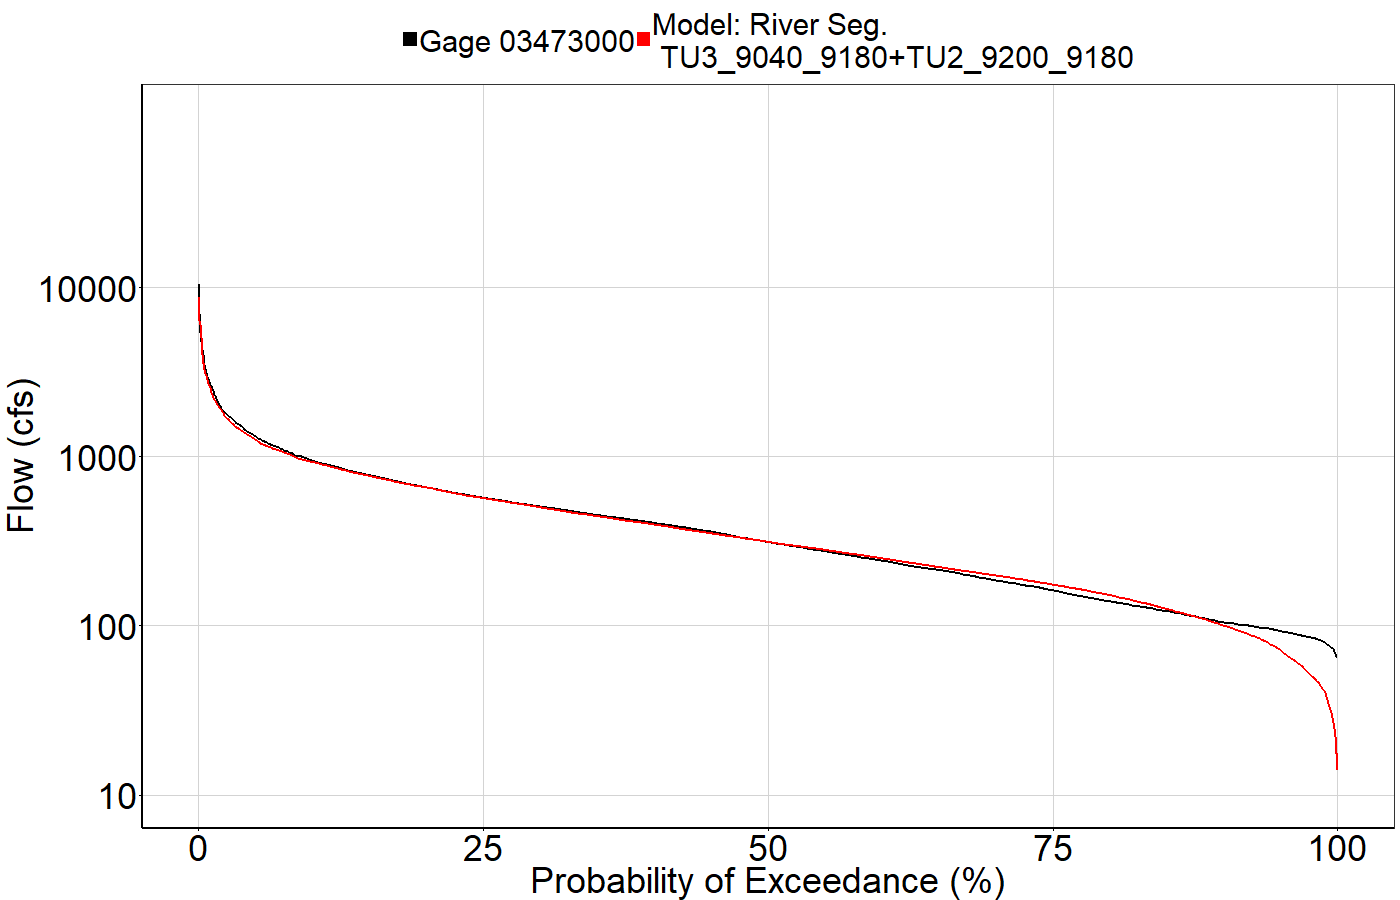 Gage 03473000
Model: River Seg.
TU3_9040_9180+TU2_9200_9180
Flow (cfs)
10000
1000
100
10
0 25 50 75 100
Probability of Exceedance (%)